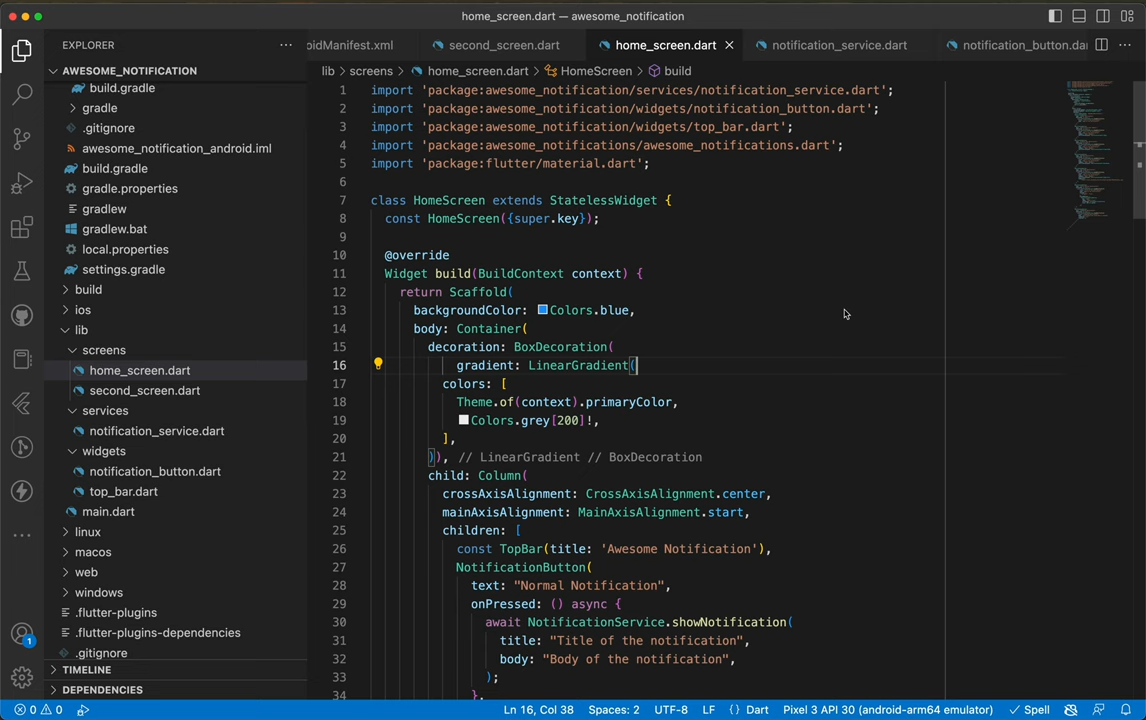 home_screen.dart — awesome_notification
EXPLORER
AWESOME_NOTIFICATION
build.gradle
gradle
.gitignore
awesome_notification_android.iml
build.gradle
gradle.properties
gradlew
gradlew.bat
local.properties
settings.gradle
build
ios
lib
screens
home_screen.dart
second_screen.dart
services
notification_service.dart
widgets
notification_button.dart
top_bar.dart
main.dart
linux
macos
web
windows
.flutter-plugins
.flutter-plugins-dependencies
.gitignore
TIMELINE
DEPENDENCIES
oidManifest.xml second_screen.dart home_screen.dart notification_service.dart notification_button.dar
lib > screens > home_screen.dart > HomeScreen > build
1 import 'package:awesome_notification/services/notification_service.dart';
2 import 'package:awesome_notification/widgets/notification_button.dart';
3 import 'package:awesome_notification/widgets/top_bar.dart';
4 import 'package:awesome_notifications/awesome_notifications.dart';
5 import 'package:flutter/material.dart';
6
7 class HomeScreen extends StatelessWidget {
8 const HomeScreen({super.key});
9
10 @override
11 Widget build(BuildContext context) {
12 return Scaffold(
13 backgroundColor: Colors.blue,
14 body: Container(
15 decoration: BoxDecoration(
16 gradient: LinearGradient(
17 colors: [
18 Theme.of(context).primaryColor,
19 Colors.grey[200]!,
20 ],
21 )), // LinearGradient // BoxDecoration
22 child: Column(
23 crossAxisAlignment: CrossAxisAlignment.center,
24 mainAxisAlignment: MainAxisAlignment.start,
25 children: [
26 const TopBar(title: 'Awesome Notification'),
27 NotificationButton(
28 text: "Normal Notification",
29 onPressed: () async {
30 await NotificationService.showNotification(
31 title: "Title of the notification",
32 body: "Body of the notification",
33 );
34 },
1
0 0 Ln 16, Col 38 Spaces: 2 UTF-8 LF {} Dart Pixel 3 API 30 (android-arm64 emulator) Spell